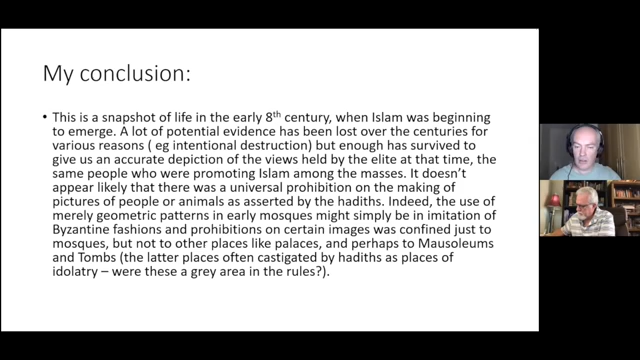 My conclusion:
• This is a snapshot of life in the early 8th century, when Islam was beginning
to emerge. A lot of potential evidence has been lost over the centuries for
various reasons ( eg intentional destruction) but enough has survived to
give us an accurate depiction of the views held by the elite at that time, the
same people who were promoting Islam among the masses. It doesn't
appear likely that there was a universal prohibition on the making of
pictures of people or animals as asserted by the hadiths. Indeed, the use of
merely geometric patterns in early mosques might simply be in imitation of
Byzantine fashions and prohibitions on certain images was confined just to
mosques, but not to other places like palaces, and perhaps to Mausoleums
and Tombs (the latter places often castigated by hadiths as places of
idolatry – were these a grey area in the rules?).